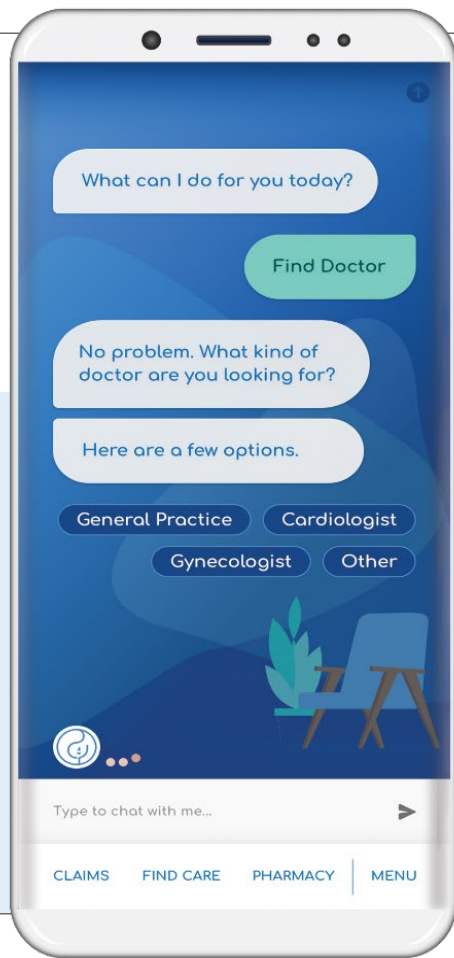 What can I do for you today?
Find Doctor
No problem. What kind of
doctor are you looking for?
Here are a few options.
General Practice Cardiologist
Gynecologist Other
Type to chat with me...
CLAIMS FIND CARE PHARMACY MENU